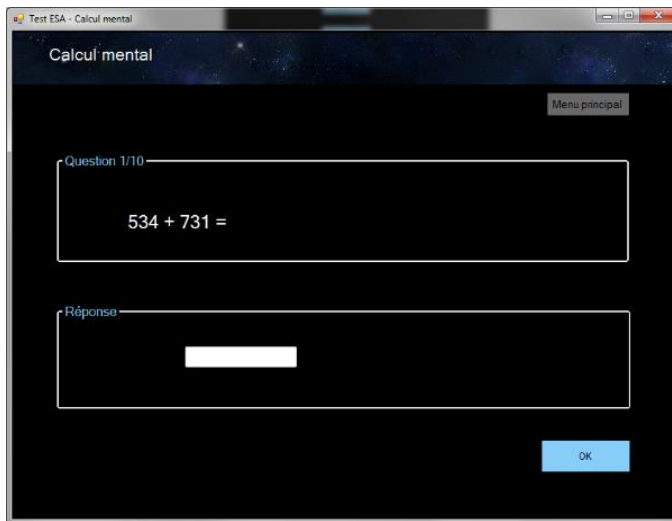 Test ESA - Calcul mental
Calcul mental
Menu principal
Question 1/10
534 + 731 =
Réponse
OK